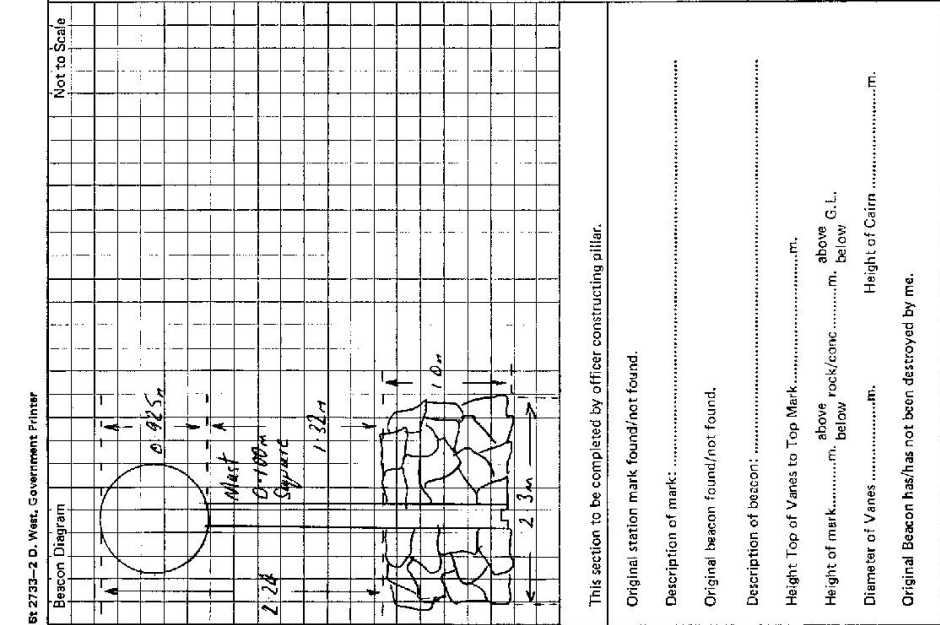 St 2733–2 D. West, Government Printer
Beacon Diagram Not to Scale
0·925m
Mast
0·100m
Square
2·24
1·32m
1·0m
2·3m
This section to be completed by officer constructing pillar.
Original station mark found/not found.
Description of mark: ........................................
Original beacon found/not found.
Description of beacon: ........................................
Height Top of Vanes to Top Mark........................m.
Height of mark..........m. above below rock/conc ..........m. above below G.L.
Diameter of Vanes ....................m. Height of Cairn ....................m.
Original Beacon has/has not been destroyed by me.